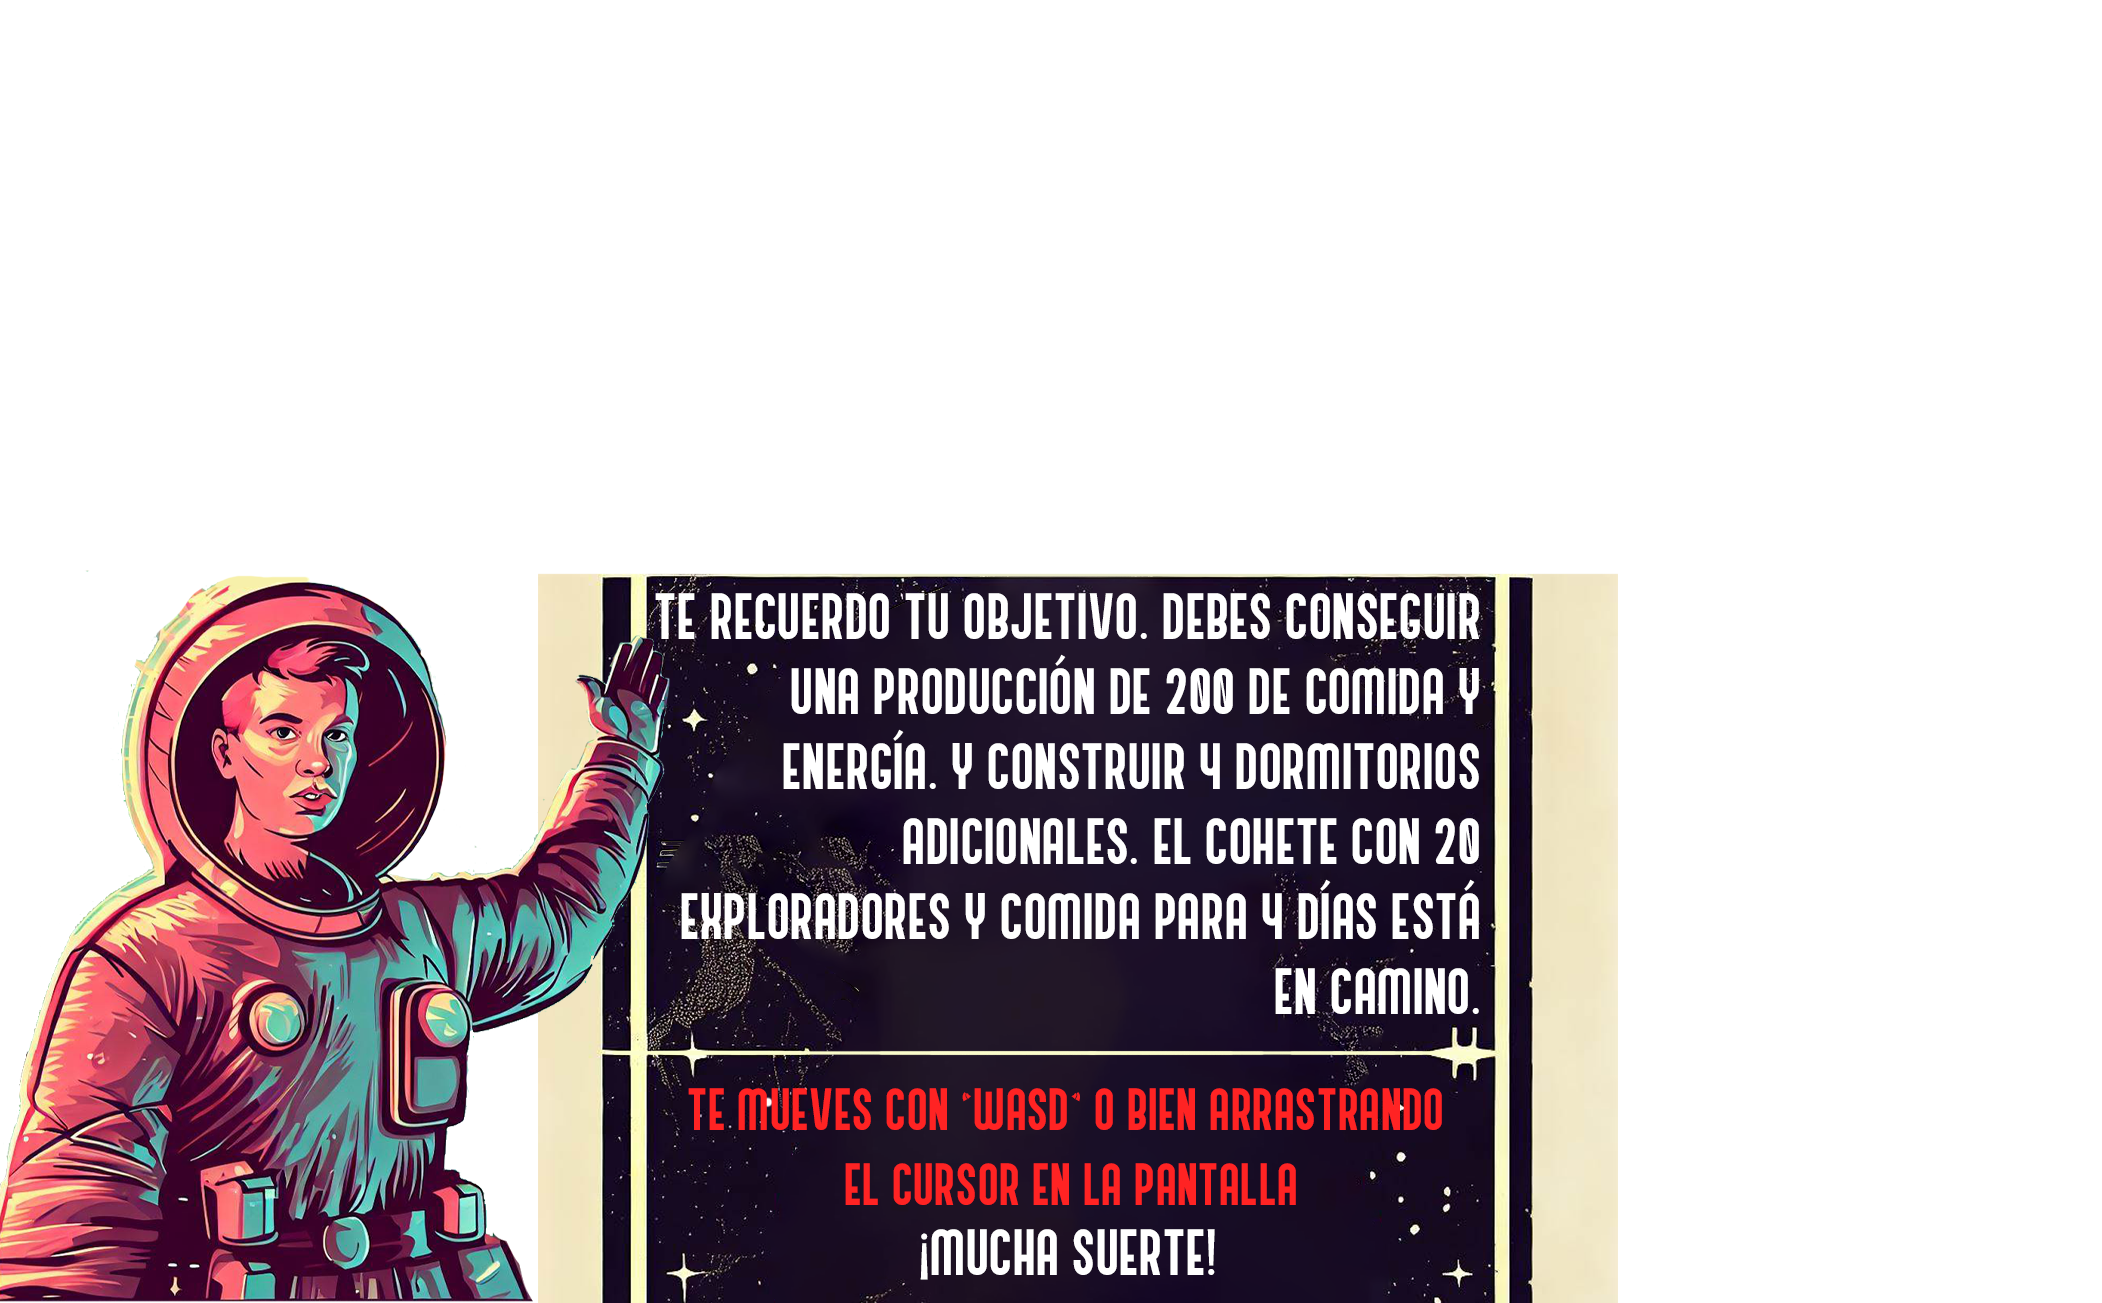 TE RECUERDO TU OBJETIVO. DEBES CONSEGUIR
UNA PRODUCCIÓN DE 200 DE COMIDA Y
ENERGÍA. Y CONSTRUIR 4 DORMITORIOS
ADICIONALES. EL COHETE CON 20
EXPLORADORES Y COMIDA PARA 4 DÍAS ESTÁ
EN CAMINO.
TE MUEVES CON "WASD" O BIEN ARRASTRANDO
EL CURSOR EN LA PANTALLA
¡MUCHA SUERTE!